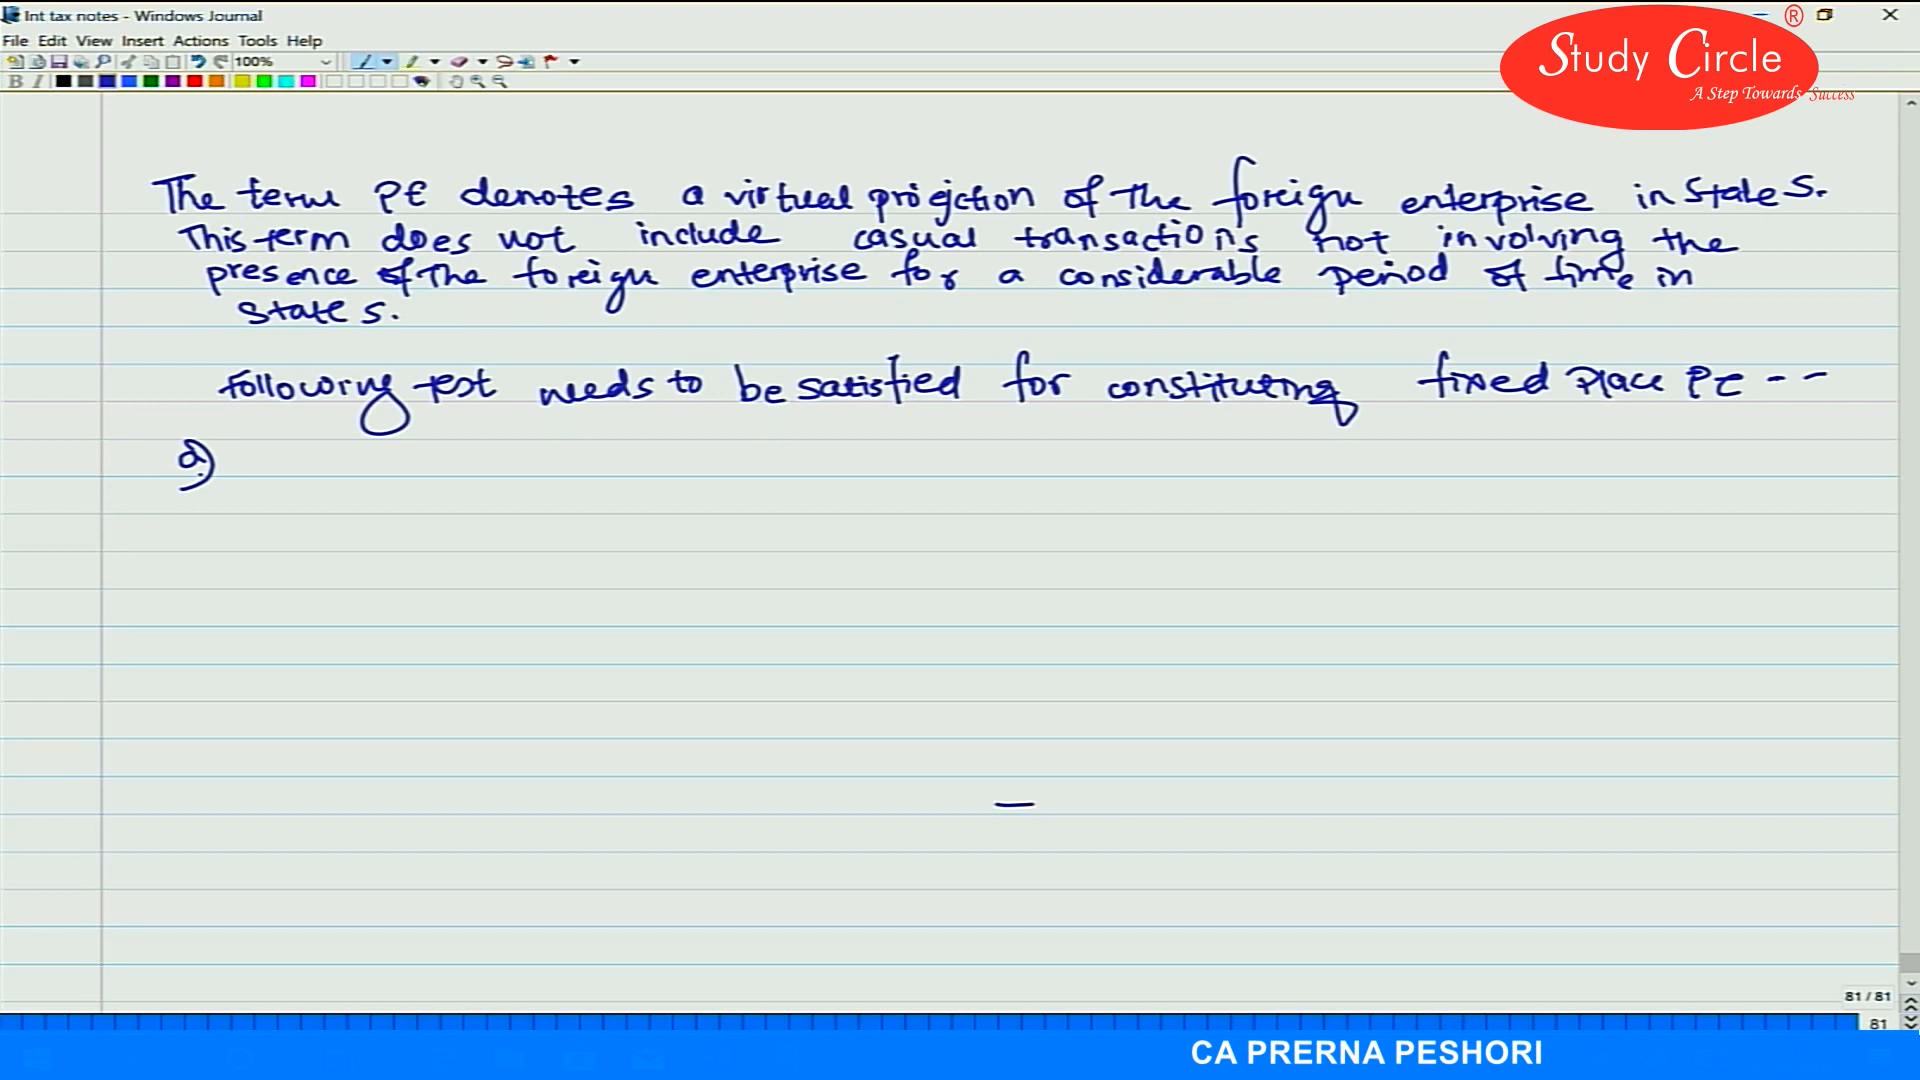 Int tax notes - Windows Journal
File Edit View Insert Actions Tools Help
100%
B I
Study Circle ®
A Step Towards Success
The term PE denotes a virtual projection of the foreign enterprise in State S.
This term does not include casual transactions not involving the
presence of the foreign enterprise for a considerable period of time in
State S.
Following test needs to be satisfied for constituting fixed place PE --
a)
81 / 81
81
CA PRERNA PESHORI